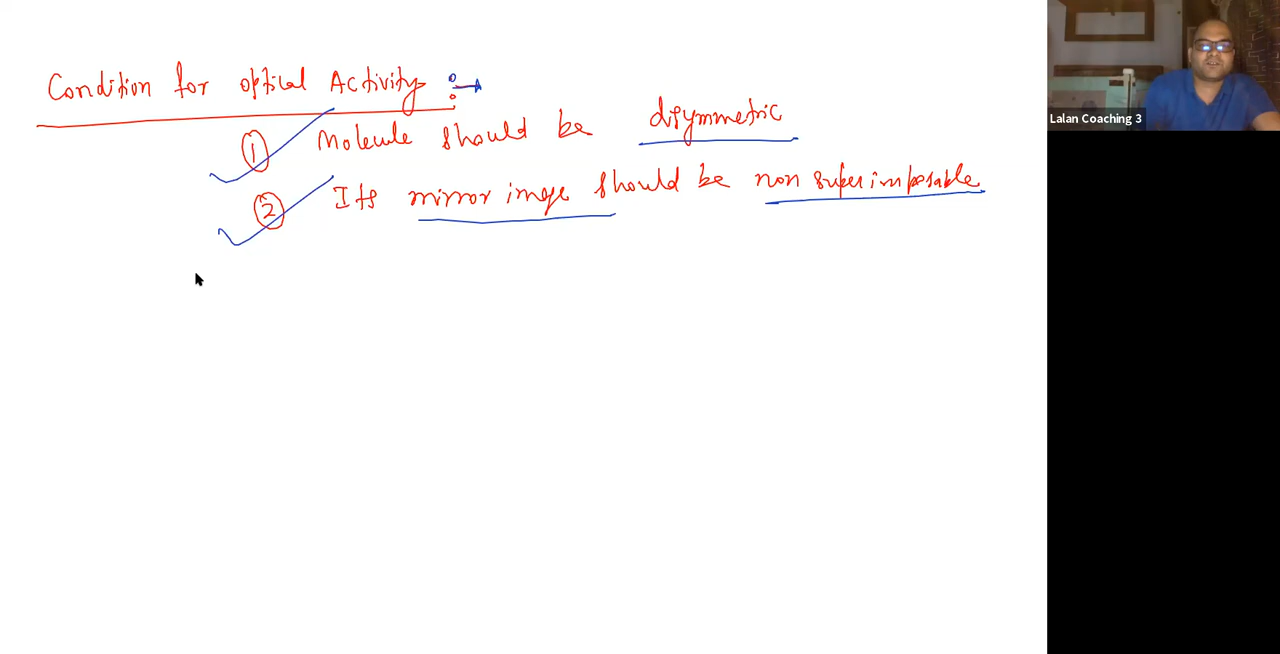 Condition for optical Activity :→
① Molecule should be disymmetric
② Its mirror image should be non superimposable
Lalan Coaching 3